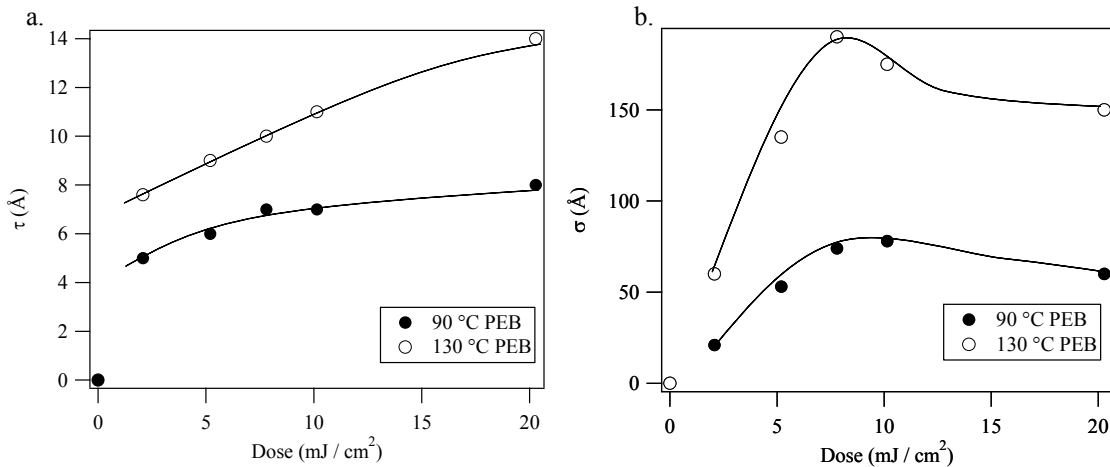 a.
14
12
10
8
6
4
2
0
τ (Å)
0 5 10 15 20
Dose (mJ / cm²)
90 °C PEB
130 °C PEB
b.
150
100
50
0
σ (Å)
0 5 10 15 20
Dose (mJ / cm²)
90 °C PEB
130 °C PEB